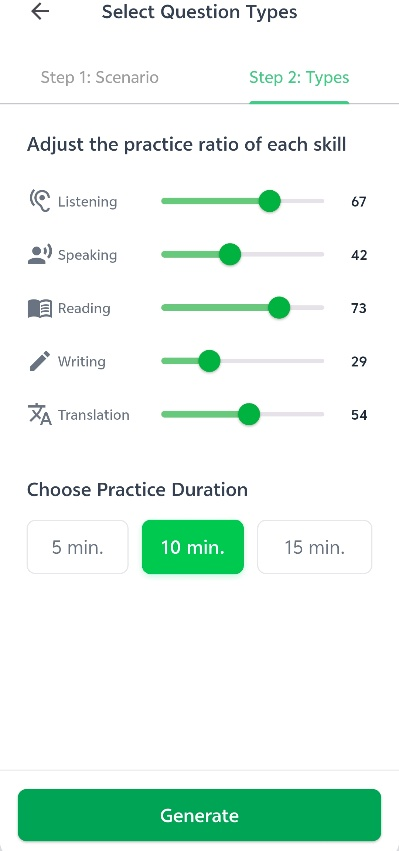 Select Question Types
Step 1: Scenario Step 2: Types
Adjust the practice ratio of each skill
Listening 67
Speaking 42
Reading 73
Writing 29
Translation 54
Choose Practice Duration
5 min. 10 min. 15 min.
Generate